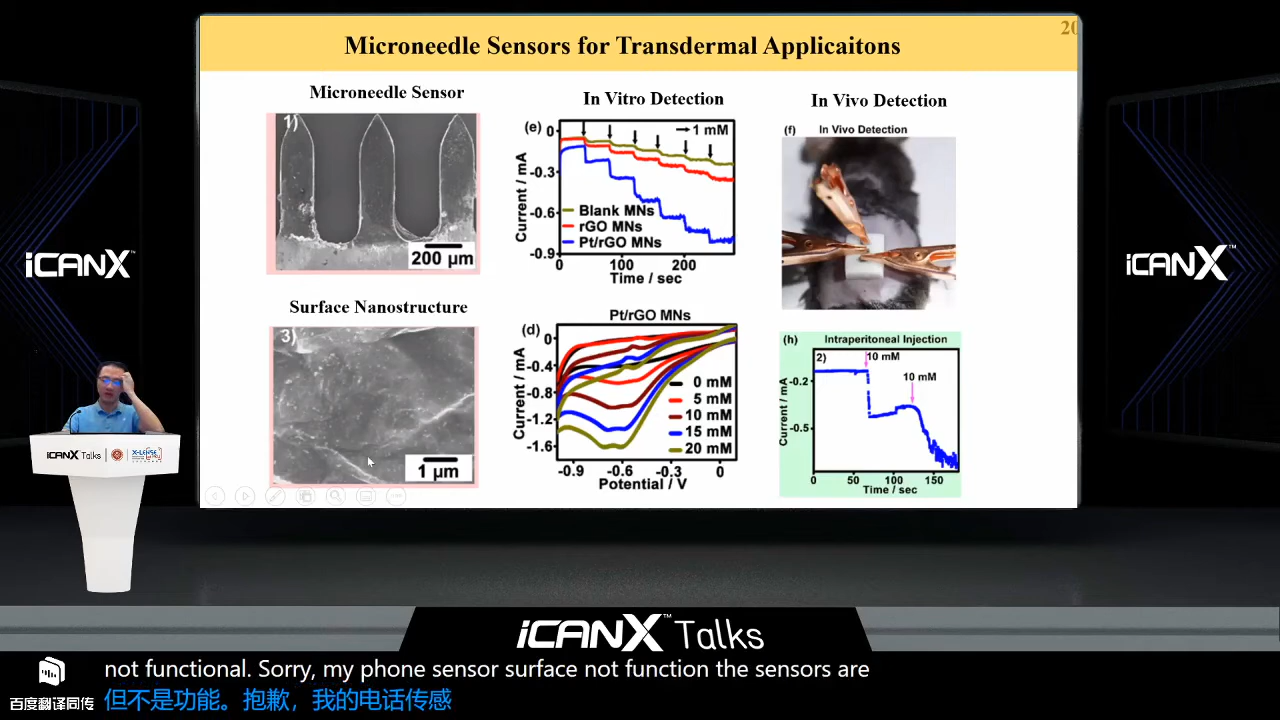 20
Microneedle Sensors for Transdermal Applicaitons
Microneedle Sensor
1)
200 µm
Surface Nanostructure
3)
1 µm
In Vitro Detection
(e)
0
-0.3
-0.6
-0.9
Current / mA
1 mM
Blank MNs
rGO MNs
Pt/rGO MNs
0 100 200
Time / sec
Pt/rGO MNs
(d)
0
-0.4
-0.8
-1.2
-1.6
Current / mA
0 mM
5 mM
10 mM
15 mM
20 mM
-0.9 -0.6 -0.3 0
Potential / V
In Vivo Detection
(f) In Vivo Detection
(h) Intraperitoneal Injection
2)
10 mM
10 mM
-0.2
-0.5
Current / mA
0 50 100 150
Time / sec
iCANX™
iCANX™
iCANX Talks
X-LENSE
iCANX™ Talks
not functional. Sorry, my phone sensor surface not function the sensors are
百度翻译同传
但不是功能。抱歉，我的电话传感